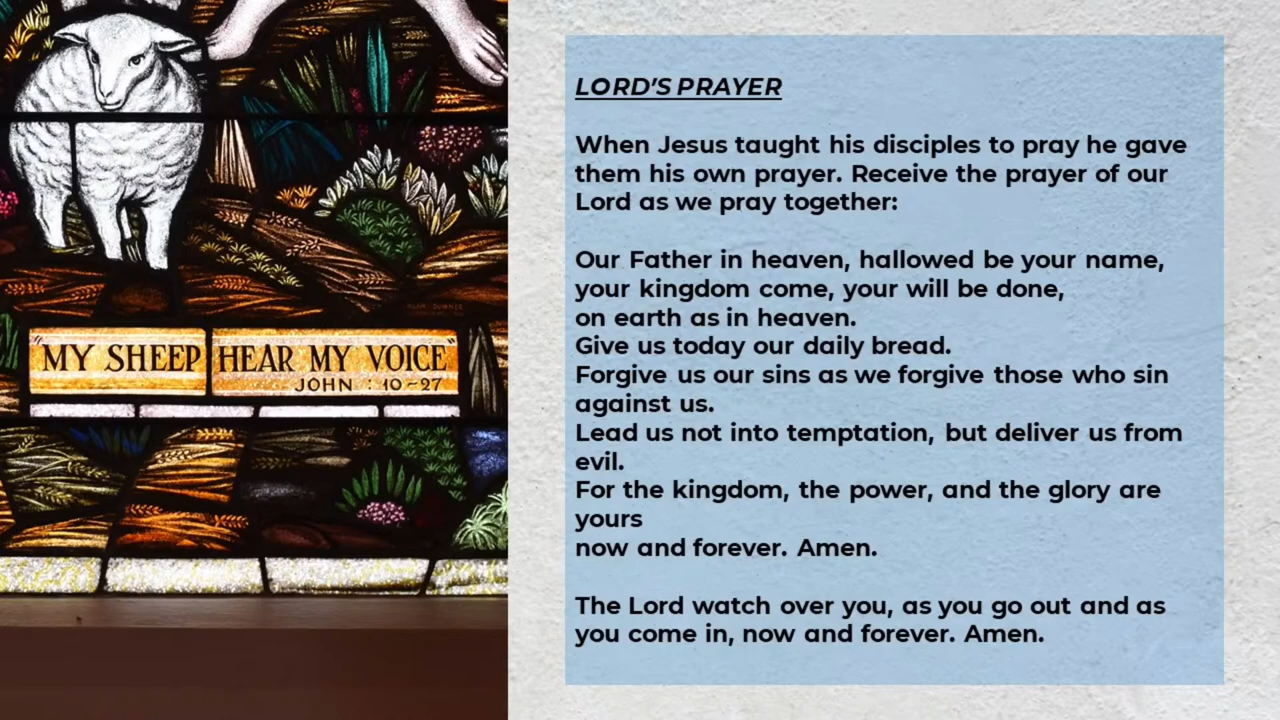 "MY SHEEP HEAR MY VOICE"
JOHN : 10-27
LORD'S PRAYER
When Jesus taught his disciples to pray he gave
them his own prayer. Receive the prayer of our
Lord as we pray together:
Our Father in heaven, hallowed be your name,
your kingdom come, your will be done,
on earth as in heaven.
Give us today our daily bread.
Forgive us our sins as we forgive those who sin
against us.
Lead us not into temptation, but deliver us from
evil.
For the kingdom, the power, and the glory are
yours
now and forever. Amen.
The Lord watch over you, as you go out and as
you come in, now and forever. Amen.